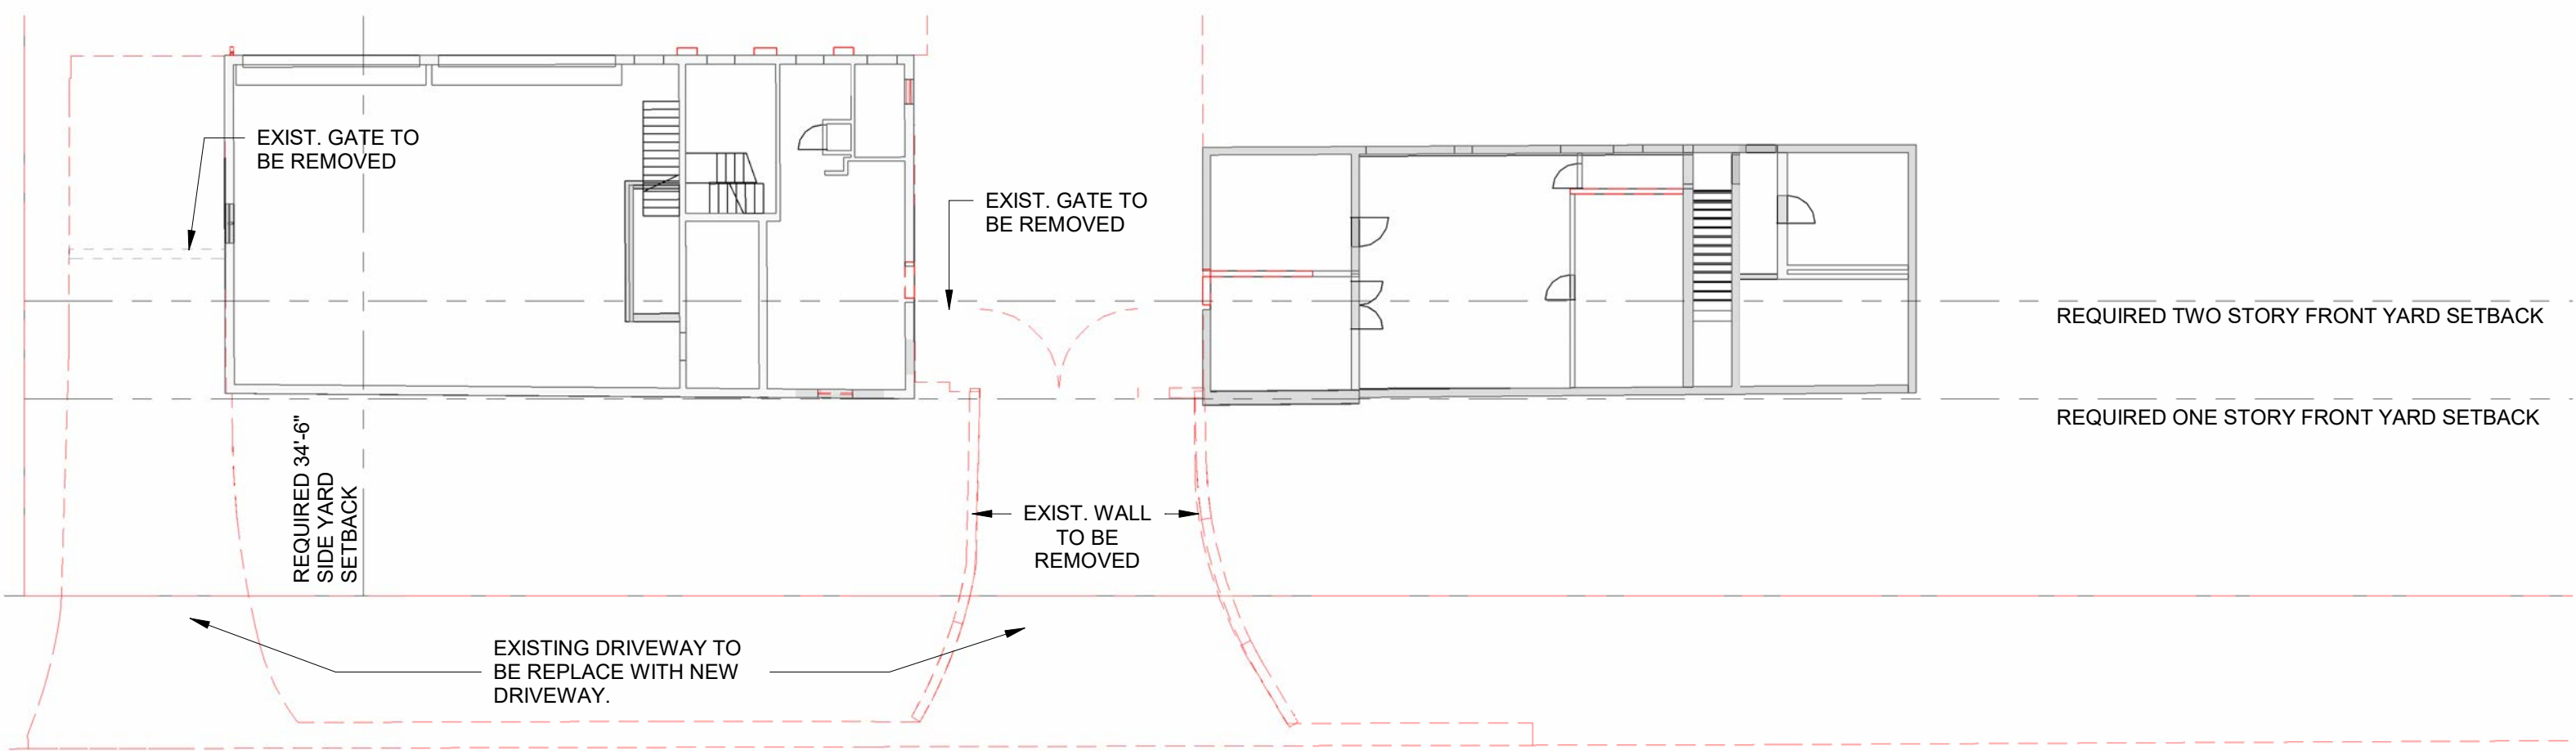 EXIST. GATE TO
BE REMOVED
EXIST. GATE TO
BE REMOVED
REQUIRED TWO STORY FRONT YARD SETBACK
REQUIRED ONE STORY FRONT YARD SETBACK
REQUIRED 34'-6"
SIDE YARD
SETBACK
EXIST. WALL
TO BE
REMOVED
EXISTING DRIVEWAY TO
BE REPLACE WITH NEW
DRIVEWAY.